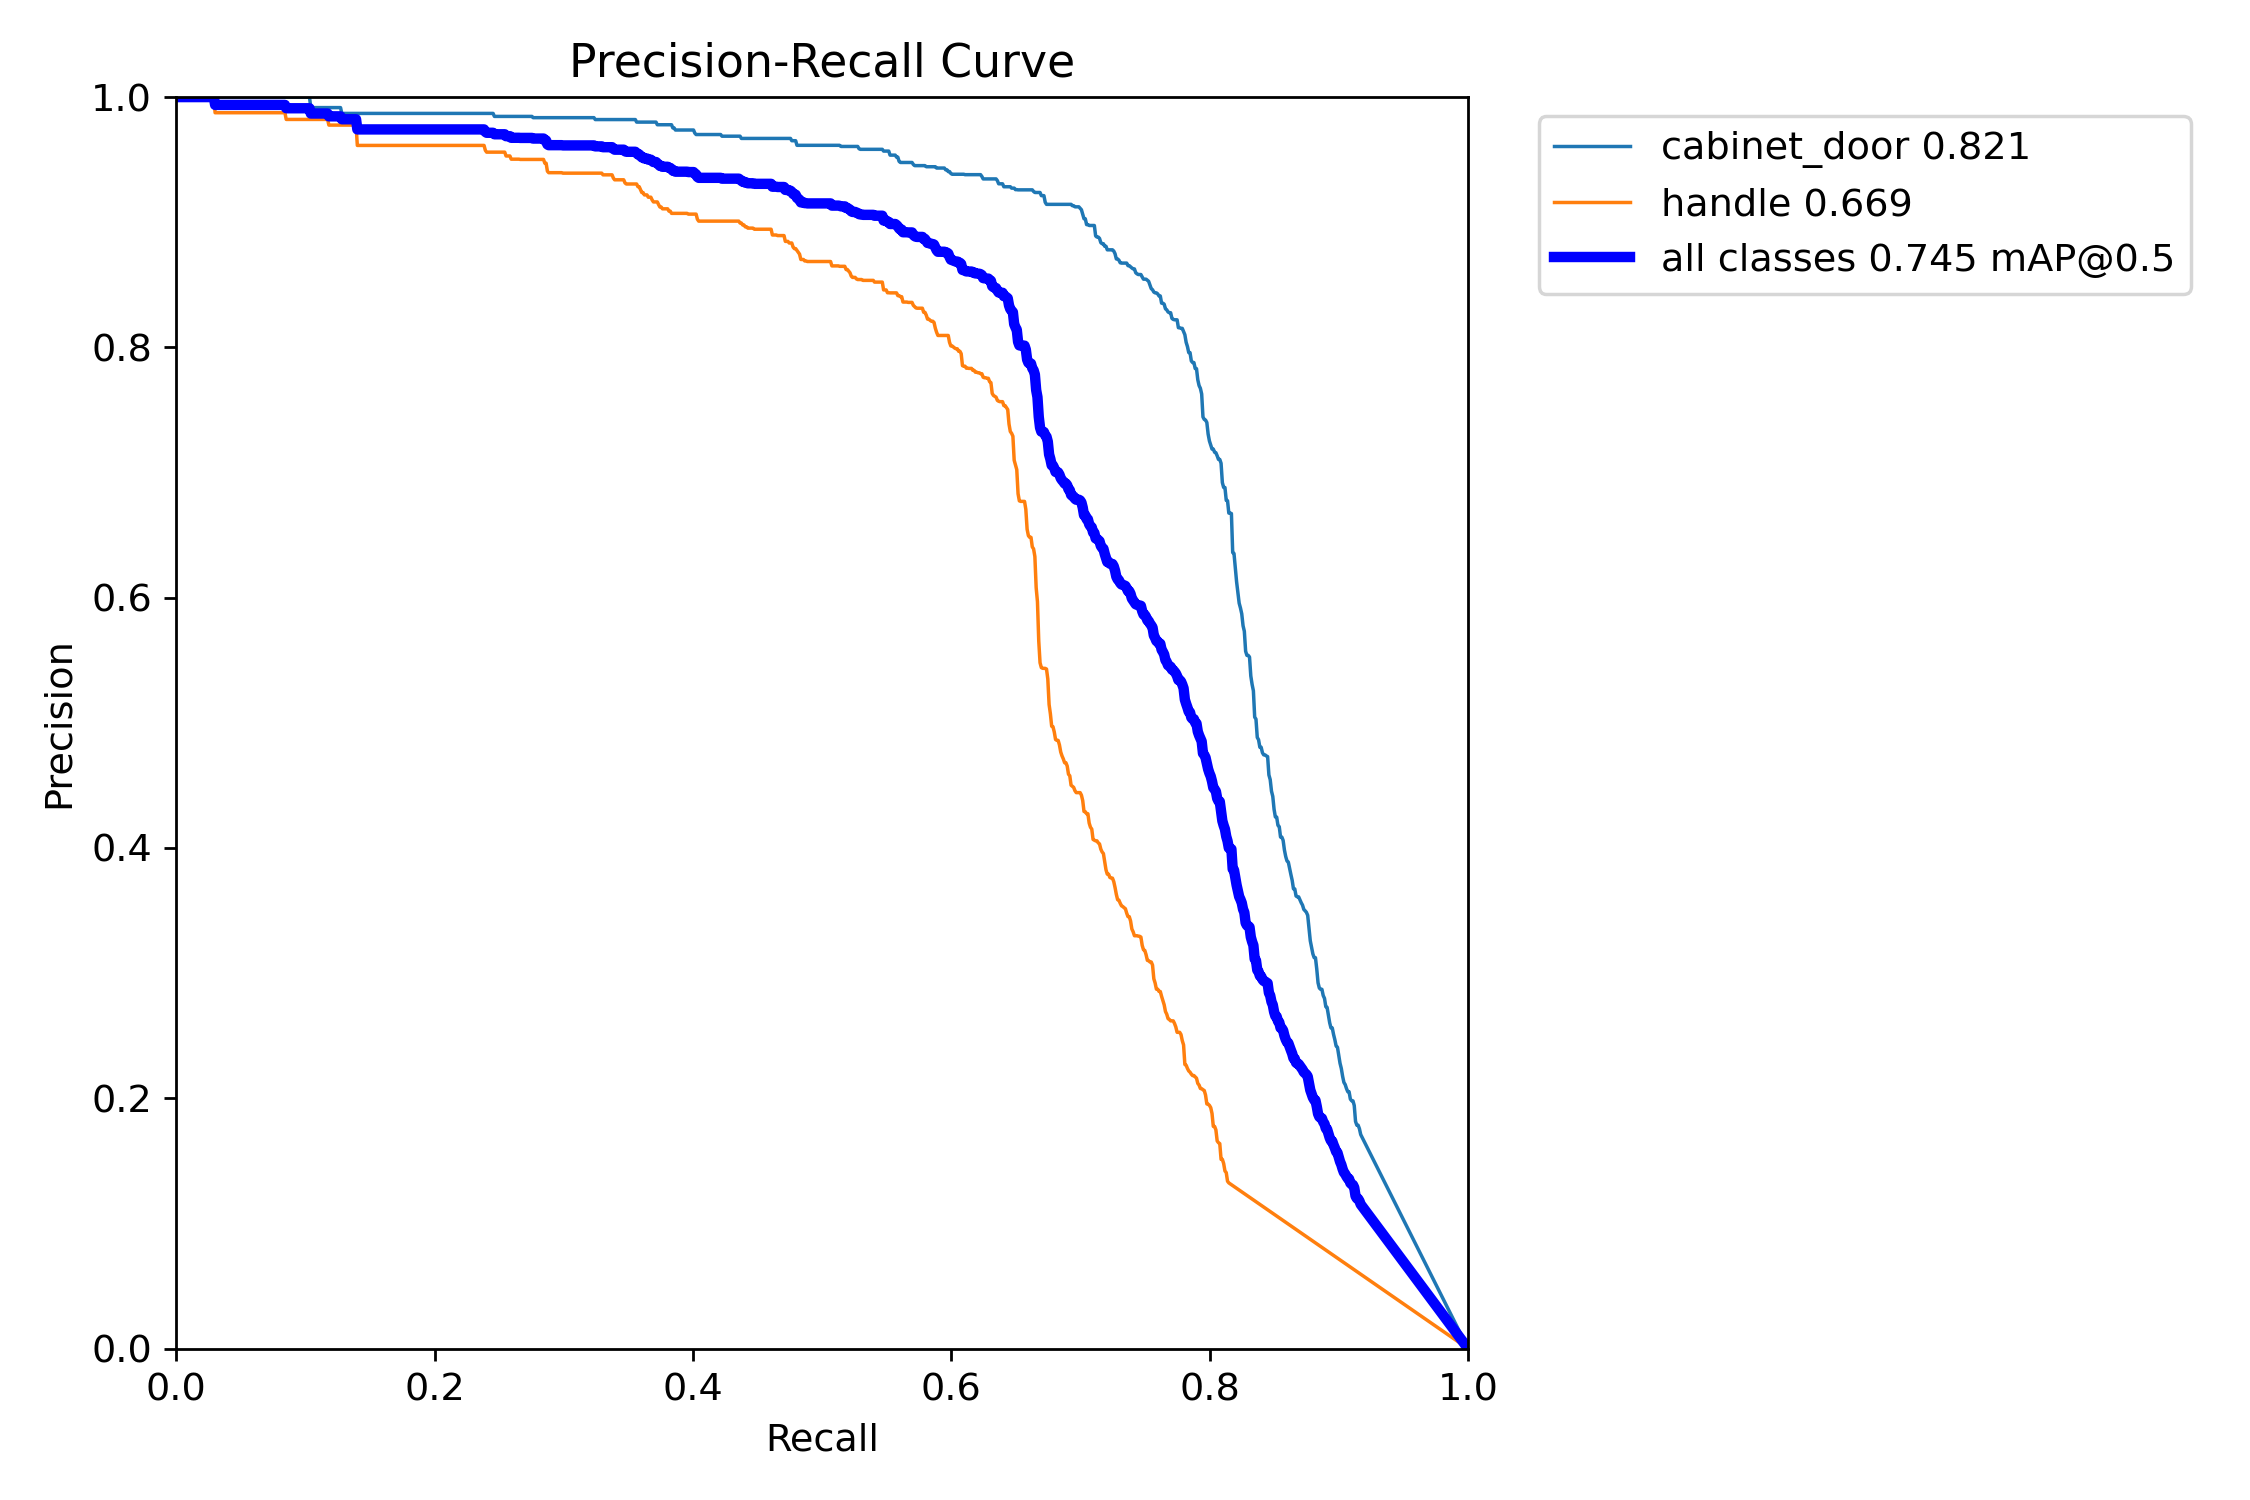 Precision-Recall Curve
cabinet_door 0.821
handle 0.669
all classes 0.745 mAP@0.5
Precision
1.0
0.8
0.6
0.4
0.2
0.0
0.0 0.2 0.4 0.6 0.8 1.0
Recall